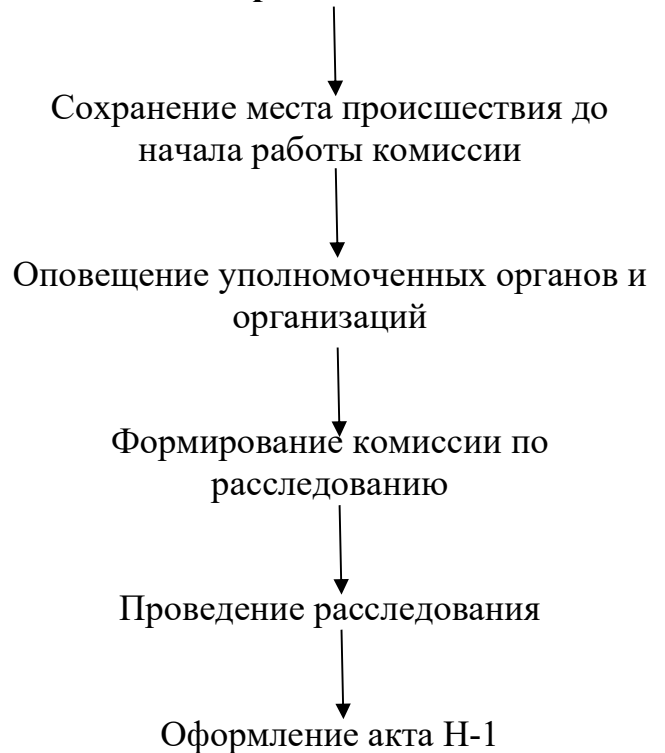 Сохранение места происшествия до
начала работы комиссии
Оповещение уполномоченных органов и
организаций
Формирование комиссии по
расследованию
Проведение расследования
Оформление акта Н-1